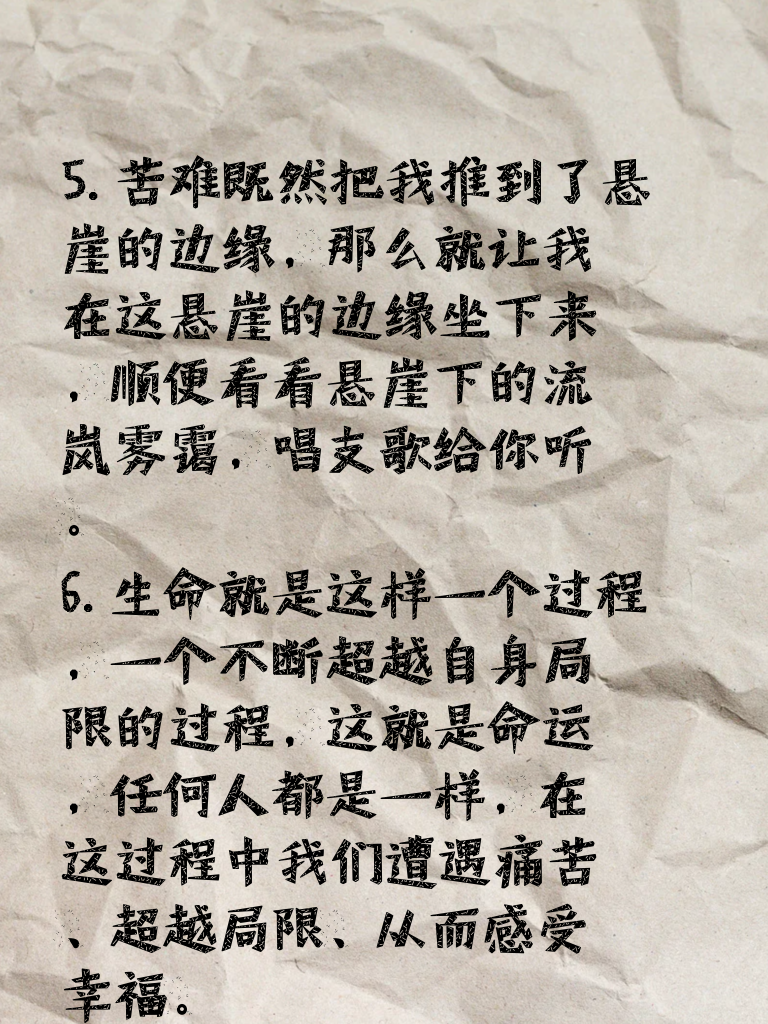 5. 苦难既然把我推到了悬
崖的边缘，那么就让我
在这悬崖的边缘坐下来
，顺便看看悬崖下的流
岚雾霭，唱支歌给你听
。
6. 生命就是这样一个过程
，一个不断超越自身局
限的过程，这就是命运
，任何人都是一样，在
这过程中我们遭遇痛苦
、超越局限、从而感受
幸福。